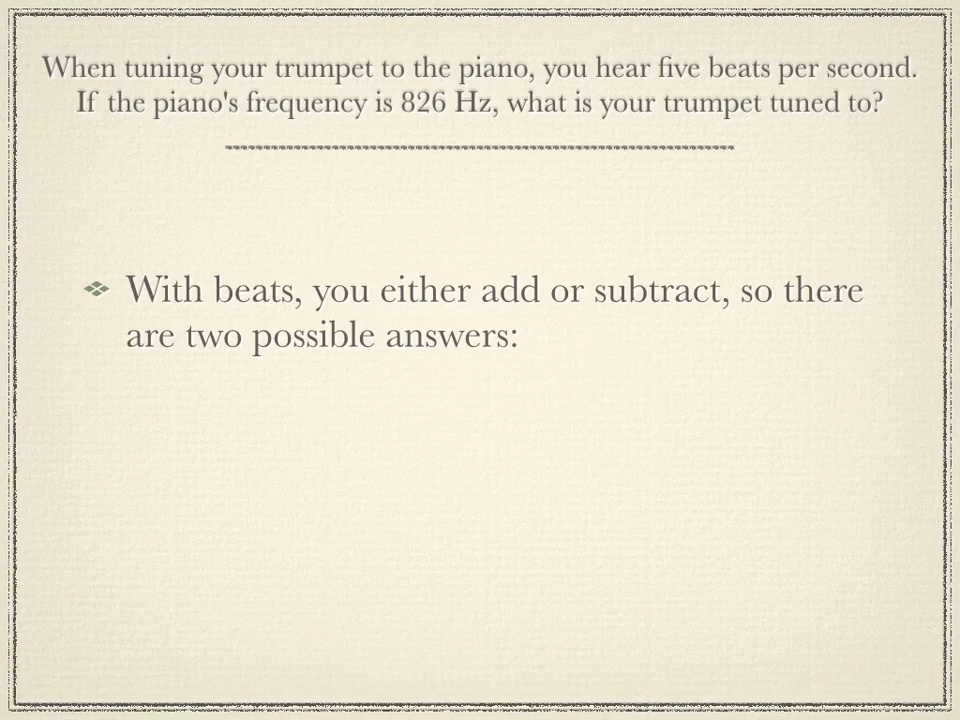 When tuning your trumpet to the piano, you hear five beats per second.
If the piano's frequency is 826 Hz, what is your trumpet tuned to?
With beats, you either add or subtract, so there
are two possible answers: